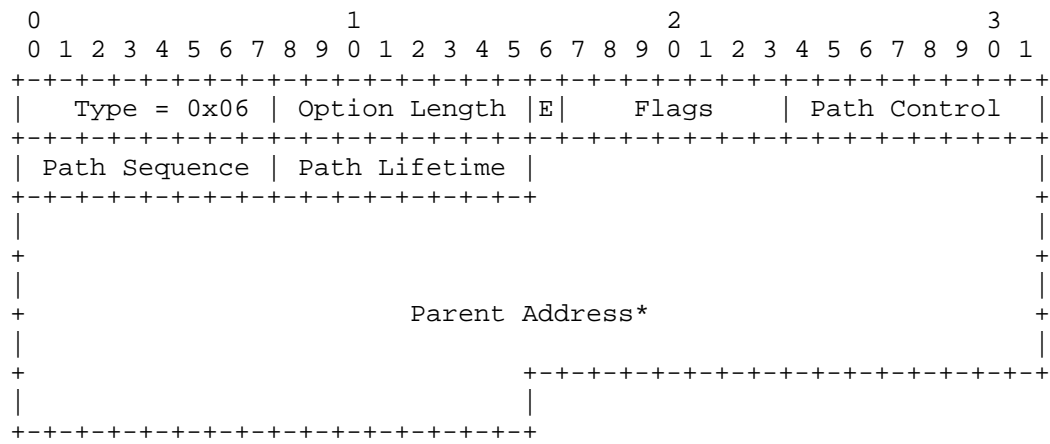 0                   1                   2                   3
0 1 2 3 4 5 6 7 8 9 0 1 2 3 4 5 6 7 8 9 0 1 2 3 4 5 6 7 8 9 0 1
+-+-+-+-+-+-+-+-+-+-+-+-+-+-+-+-+-+-+-+-+-+-+-+-+-+-+-+-+-+-+-+-+
|   Type = 0x06 | Option Length |E|    Flags    | Path Control  |
+-+-+-+-+-+-+-+-+-+-+-+-+-+-+-+-+-+-+-+-+-+-+-+-+-+-+-+-+-+-+-+-+
| Path Sequence | Path Lifetime |                               |
+-+-+-+-+-+-+-+-+-+-+-+-+-+-+-+-+                               +
|                                                               |
+                                                               +
|                                                               |
+                        Parent Address*                        +
|                                                               |
+                               +-+-+-+-+-+-+-+-+-+-+-+-+-+-+-+-+
|                               |
+-+-+-+-+-+-+-+-+-+-+-+-+-+-+-+-+